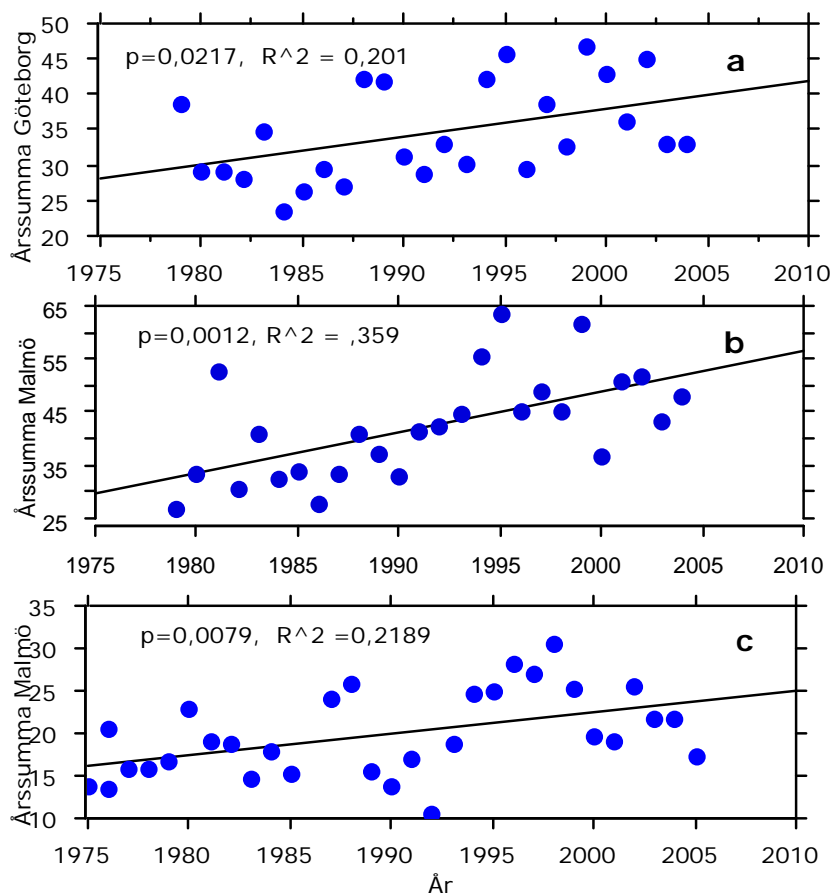 50
45
40
35
30
25
20
Årssumma Göteborg
p=0,0217, R^2 = 0,201
a
1975 1980 1985 1990 1995 2000 2005 2010
65
55
45
35
25
Årssumma Malmö
p=0,0012, R^2 = ,359
b
1975 1980 1985 1990 1995 2000 2005 2010
35
30
25
20
15
10
Årssumma Malmö
p=0,0079, R^2 =0,2189
c
1975 1980 1985 1990 1995 2000 2005 2010
År